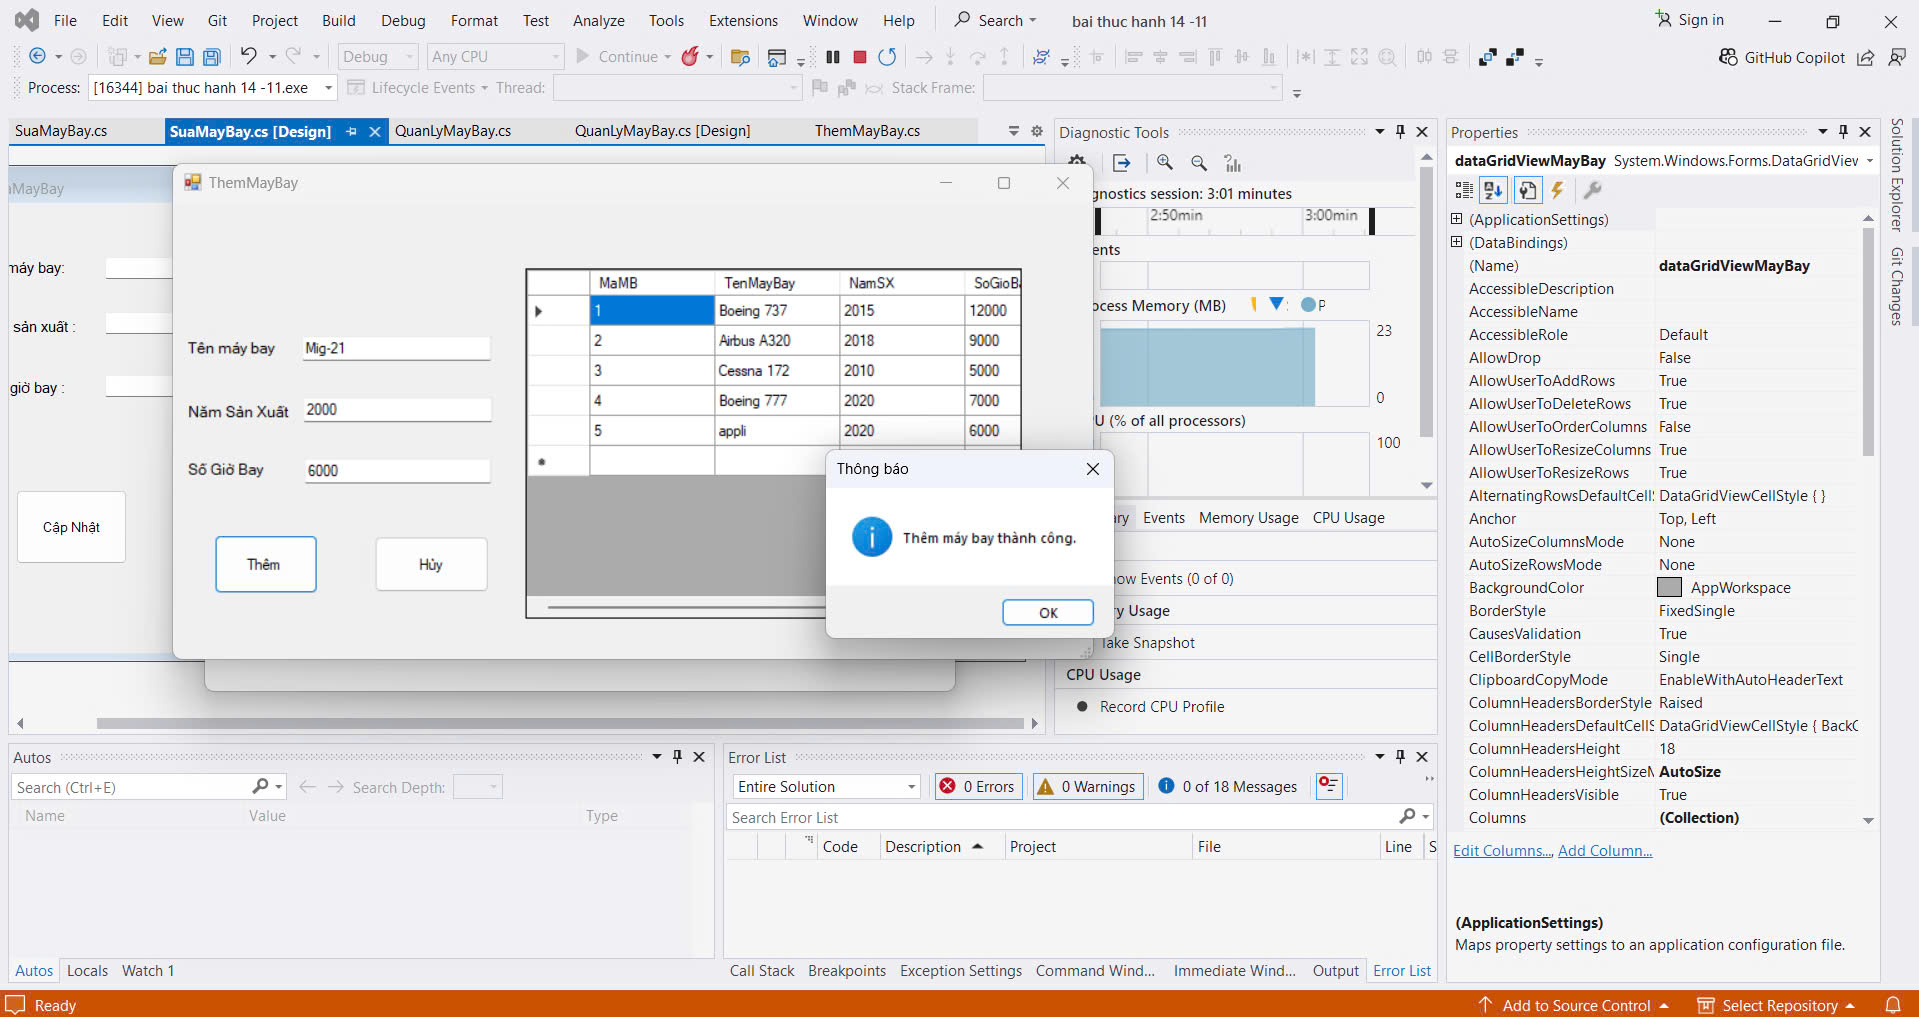 File Edit View Git Project Build Debug Format Test Analyze Tools Extensions Window Help Search bai thuc hanh 14 -11 Sign in
Debug Any CPU Continue GitHub Copilot
Process: [16344] bai thuc hanh 14 -11.exe Lifecycle Events Thread: Stack Frame:
SuaMayBay.cs SuaMayBay.cs [Design] QuanLyMayBay.cs QuanLyMayBay.cs [Design] ThemMayBay.cs
aMayBay
máy bay:
sản xuất :
giờ bay :
Cập Nhật
ThemMayBay
Tên máy bay Mig-21
Năm Sản Xuất 2000
Số Giờ Bay 6000
Thêm Hủy
MaMB TenMayBay NamSX SoGioBa
1 Boeing 737 2015 12000
2 Airbus A320 2018 9000
3 Cessna 172 2010 5000
4 Boeing 777 2020 7000
5 appli 2020 6000
Thông báo
Thêm máy bay thành công.
OK
Diagnostic Tools
gnostics session: 3:01 minutes
2:50min 3:00min
ents
ocess Memory (MB) P
23
0
U (% of all processors)
100
ry Events Memory Usage CPU Usage
ow Events (0 of 0)
y Usage
Take Snapshot
CPU Usage
Record CPU Profile
Properties
dataGridViewMayBay System.Windows.Forms.DataGridView
(ApplicationSettings)
(DataBindings)
(Name) dataGridViewMayBay
AccessibleDescription
AccessibleName
AccessibleRole Default
AllowDrop False
AllowUserToAddRows True
AllowUserToDeleteRows True
AllowUserToOrderColumns False
AllowUserToResizeColumns True
AllowUserToResizeRows True
AlternatingRowsDefaultCellS DataGridViewCellStyle { }
Anchor Top, Left
AutoSizeColumnsMode None
AutoSizeRowsMode None
BackgroundColor AppWorkspace
BorderStyle FixedSingle
CausesValidation True
CellBorderStyle Single
ClipboardCopyMode EnableWithAutoHeaderText
ColumnHeadersBorderStyle Raised
ColumnHeadersDefaultCellS DataGridViewCellStyle { BackC
ColumnHeadersHeight 18
ColumnHeadersHeightSizeM AutoSize
ColumnHeadersVisible True
Columns (Collection)
Edit Columns..., Add Column...
(ApplicationSettings)
Maps property settings to an application configuration file.
Solution Explorer
Git Changes
Autos
Search (Ctrl+E) Search Depth:
Name Value Type
Autos Locals Watch 1
Error List
Entire Solution 0 Errors 0 Warnings 0 of 18 Messages
Search Error List
Code Description Project File Line S
Call Stack Breakpoints Exception Settings Command Wind... Immediate Wind... Output Error List
Ready Add to Source Control Select Repository